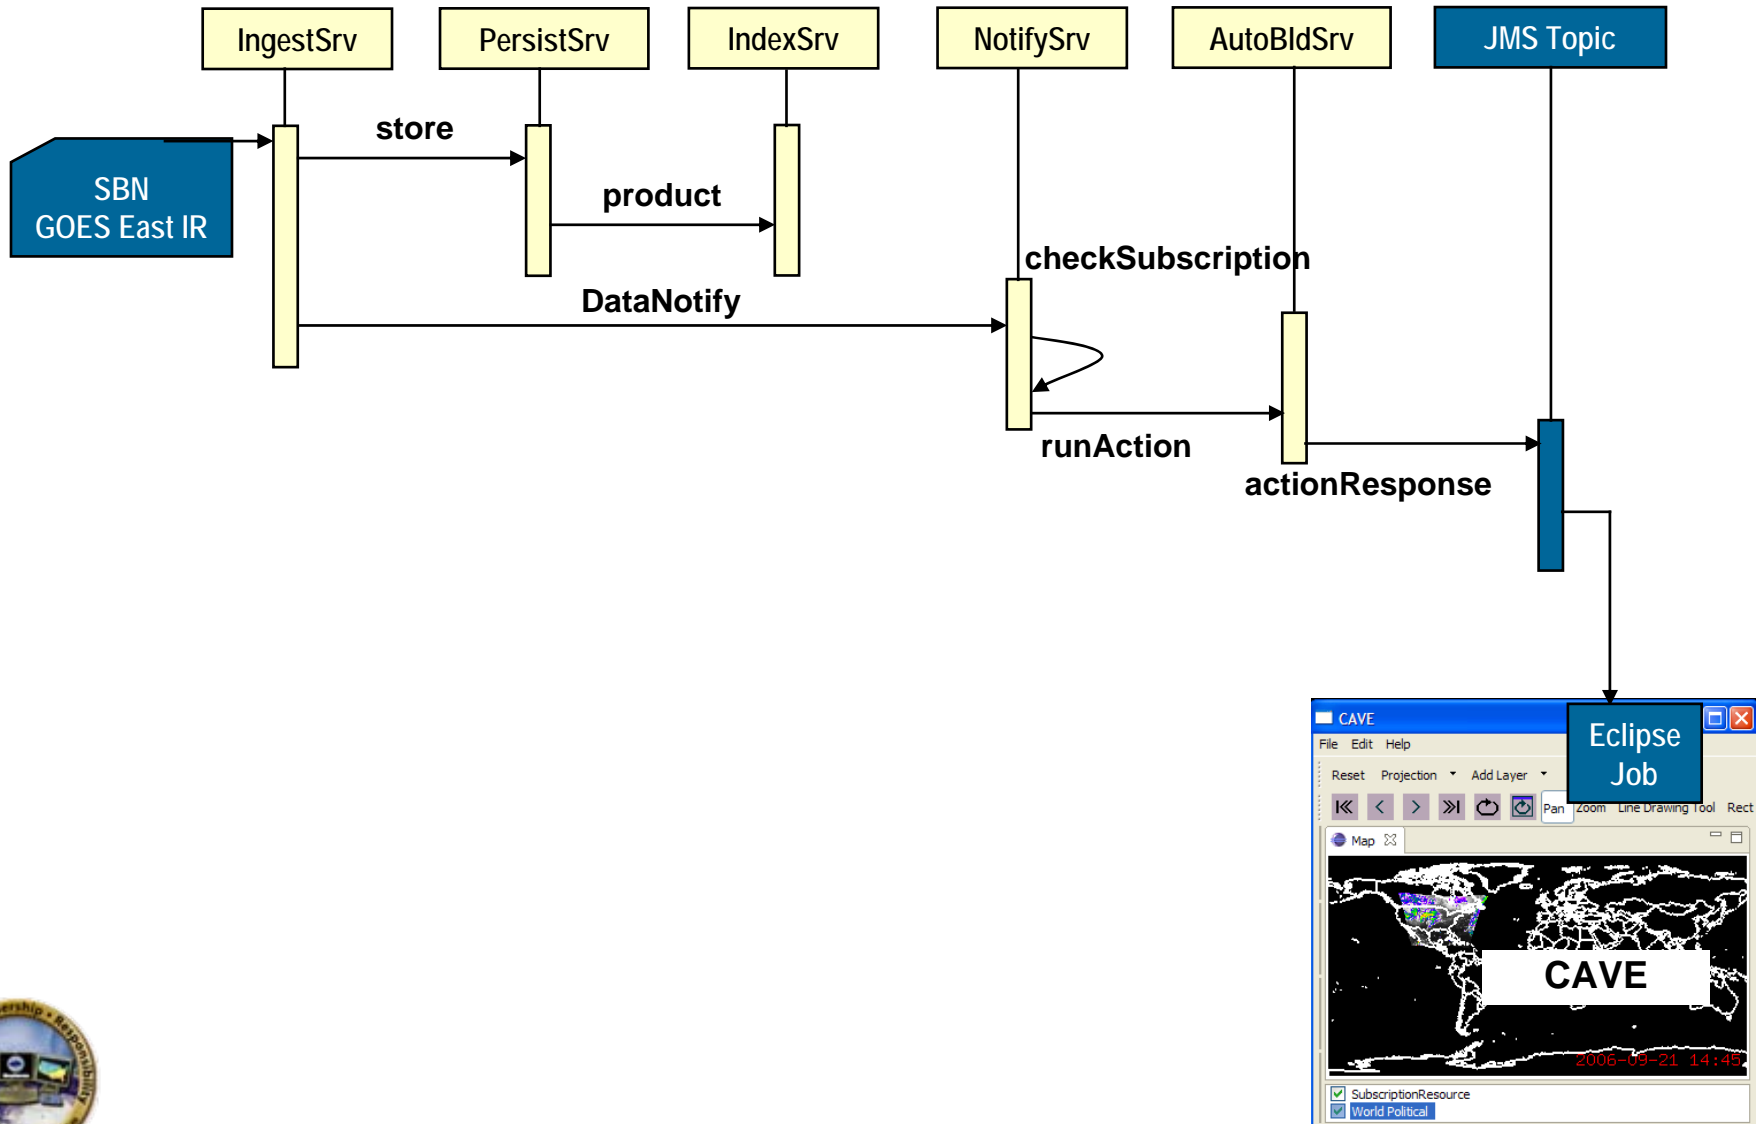 IngestSrv
PersistSrv
IndexSrv
NotifySrv
AutoBldSrv
JMS Topic
store
SBN
GOES East IR
product
checkSubscription
DataNotify
runAction
actionResponse
CAVE
Eclipse
Job
File Edit Help
Reset Projection Add Layer
Pan Zoom Line Drawing Tool Rect
Map
CAVE
2006-09-21 14:45
SubscriptionResource
World Political
Responsibility